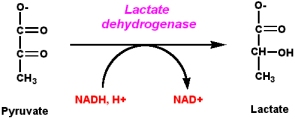 Lactate
dehydrogenase
O-
C=O
C=O
CH3
Pyruvate
NADH, H+
NAD+
O-
C=O
CH-OH
CH3
Lactate